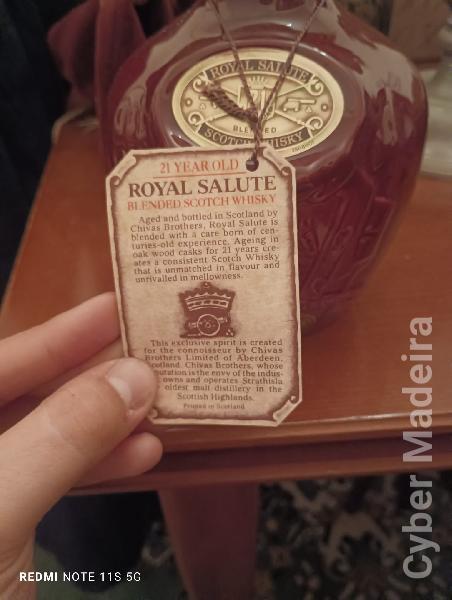 ROYAL SALUTE
BLENDED
SCOTCH WHISKY
21 YEAR OLD
ROYAL SALUTE
BLENDED SCOTCH WHISKY
Aged and bottled in Scotland by
Chivas Brothers, Royal Salute is
blended with a care born of cen-
turies-old experience. Ageing in
oak wood casks for 21 years cre-
ates a consistent Scotch Whisky
that is unmatched in flavour and
unrivalled in mellowness.
This exclusive spirit is created
for the connoisseur by Chivas
Brothers Limited of Aberdeen,
Scotland. Chivas Brothers, whose
is the envy of the indus-
owns and operates Strathisla
oldest malt distillery in the
Scottish Highlands.
Printed in Scotland
Cyber Madeira
REDMI NOTE 11S 5G